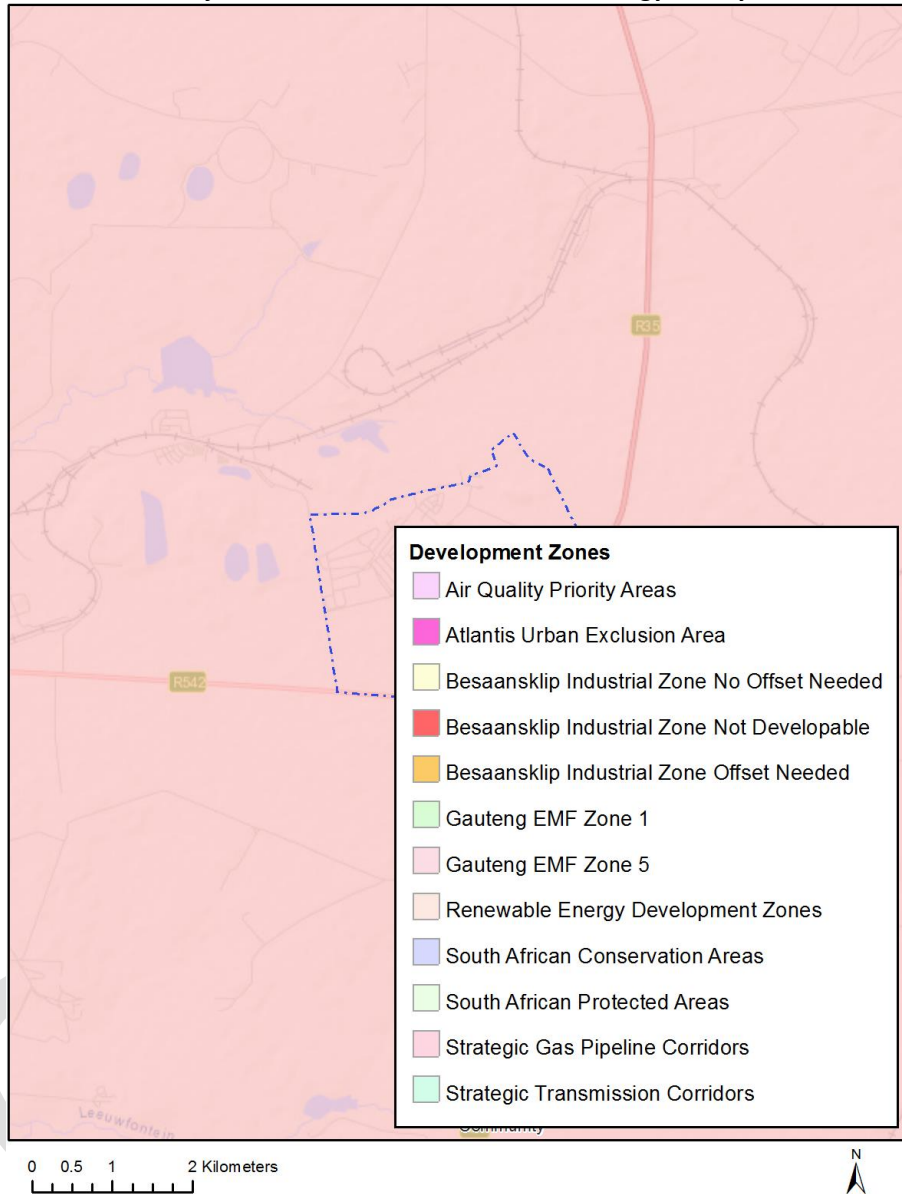 R35
R542
Development Zones
Air Quality Priority Areas
Atlantis Urban Exclusion Area
Besaansklip Industrial Zone No Offset Needed
Besaansklip Industrial Zone Not Developable
Besaansklip Industrial Zone Offset Needed
Gauteng EMF Zone 1
Gauteng EMF Zone 5
Renewable Energy Development Zones
South African Conservation Areas
South African Protected Areas
Strategic Gas Pipeline Corridors
Strategic Transmission Corridors
Leeuwfontein
0 0.5 1 2 Kilometers
N